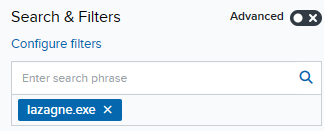 Search & Filters
Advanced
Configure filters
Enter search phrase
lazagne.exe